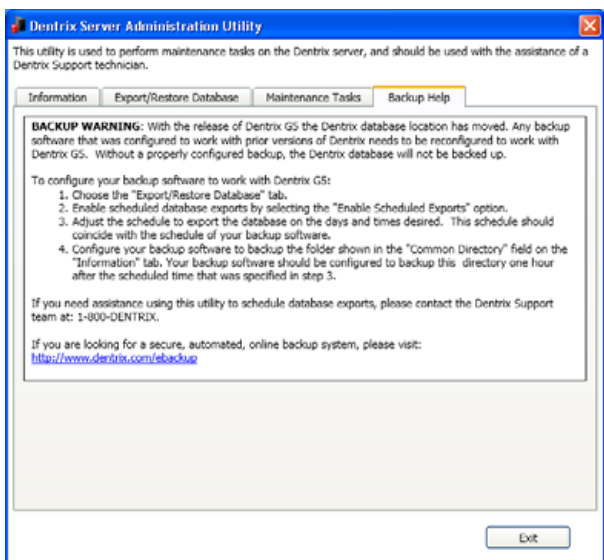 Dentrix Server Administration Utility
This utility is used to perform maintenance tasks on the Dentrix server, and should be used with the assistance of a
Dentrix Support technician.
Information Export/Restore Database Maintenance Tasks Backup Help
BACKUP WARNING: With the release of Dentrix G5 the Dentrix database location has moved. Any backup
software that was configured to work with prior versions of Dentrix needs to be reconfigured to work with
Dentrix G5. Without a properly configured backup, the Dentrix database will not be backed up.
To configure your backup software to work with Dentrix G5:
1. Choose the "Export/Restore Database" tab.
2. Enable scheduled database exports by selecting the "Enable Scheduled Exports" option.
3. Adjust the schedule to export the database on the days and times desired. This schedule should
coincide with the schedule of your backup software.
4. Configure your backup software to backup the folder shown in the "Common Directory" field on the
"Information" tab. Your backup software should be configured to backup this directory one hour
after the scheduled time that was specified in step 3.
If you need assistance using this utility to schedule database exports, please contact the Dentrix Support
team at: 1-800-DENTRIX.
If you are looking for a secure, automated, online backup system, please visit:
http://www.dentrix.com/ebackup
Exit